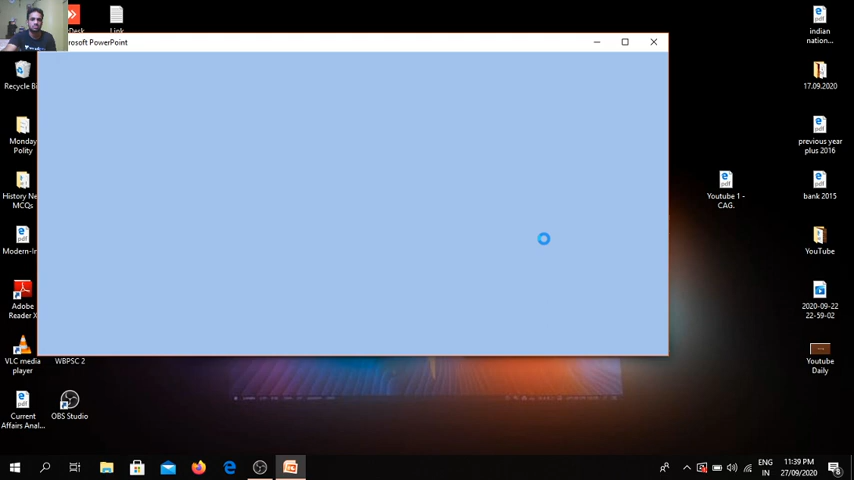 Desk
Link
rosoft PowerPoint
Recycle Bi
Monday
Polity
History Ne
MCQs
Modern-In
Adobe
Reader X
VLC media
player
WBPSC 2
Current
Affairs Anal...
OBS Studio
Youtube 1 -
CAG.
indian
nation...
17.09.2020
previous year
plus 2016
bank 2015
YouTube
2020-09-22
22-59-02
Youtube
Daily
ENG
IN
11:39 PM
27/09/2020